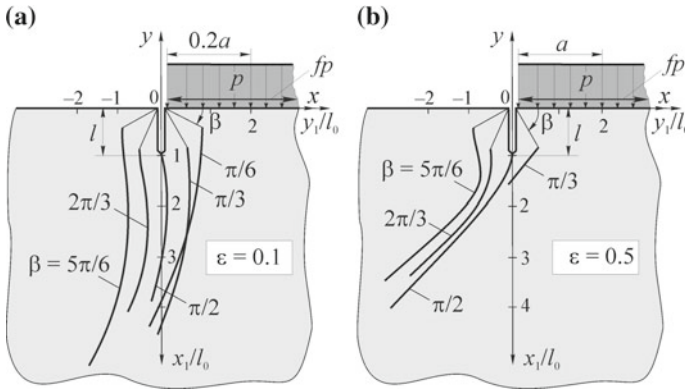 (a)
y
0.2a
fp
p
x
−2 −1 0 2
y₁/l₀
l
β
1
π/6
π/3
2π/3
2
3
ε = 0.1
β = 5π/6
π/2
x₁/l₀
(b)
y
a
fp
p
x
−2 −1 0 2
y₁/l₀
l
β
π/3
β = 5π/6
2
2π/3
3
ε = 0.5
π/2
4
x₁/l₀